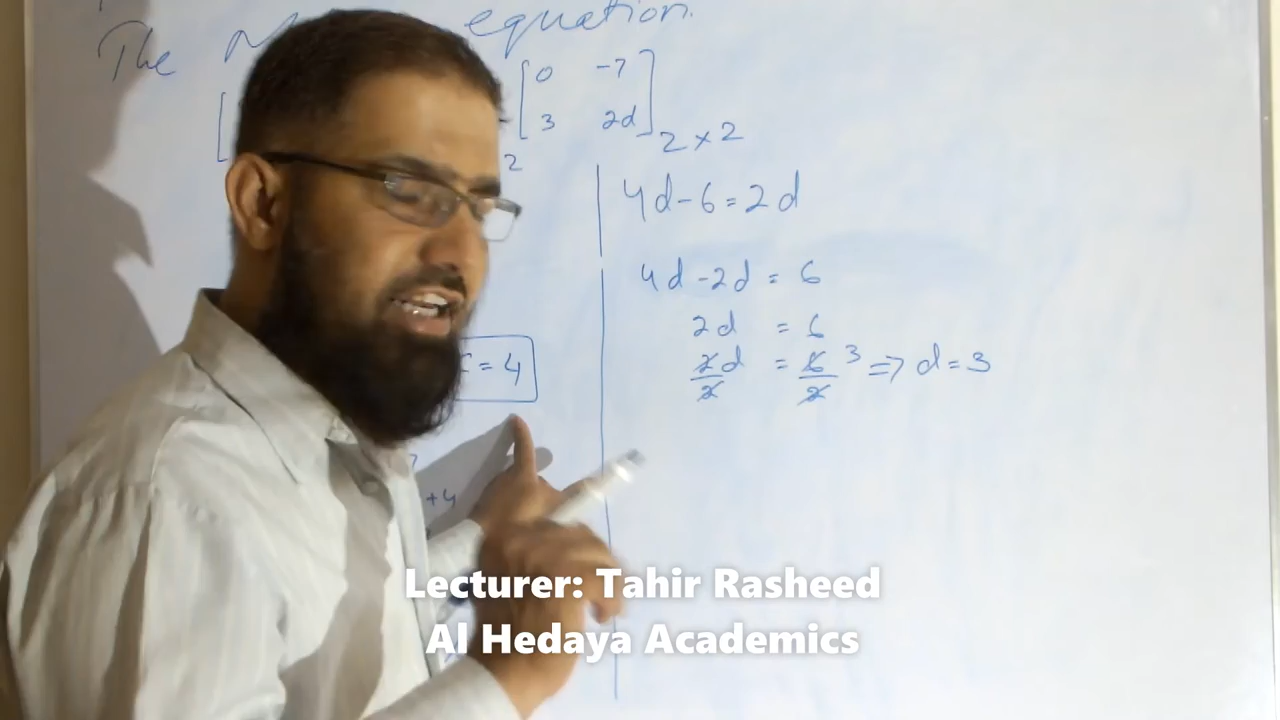 The equation.
[ [0 -7
3 2d] 2×2
2
4d-6=2d
4d-2d = 6
2d = 6
2d/2 = 6/2 3 => d=3
= 4
+4
Lecturer: Tahir Rasheed
Al Hedaya Academics